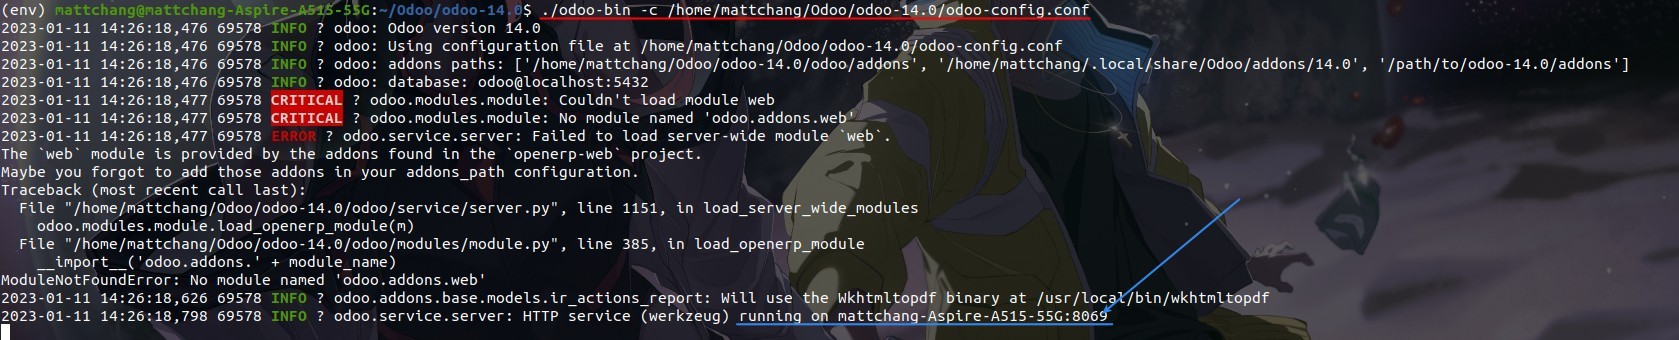 (env) mattchang@mattchang-Aspire-A515-55G:~/Odoo/odoo-14.0$ ./odoo-bin -c /home/mattchang/Odoo/odoo-14.0/odoo-config.conf
2023-01-11 14:26:18,476 69578 INFO ? odoo: Odoo version 14.0
2023-01-11 14:26:18,476 69578 INFO ? odoo: Using configuration file at /home/mattchang/Odoo/odoo-14.0/odoo-config.conf
2023-01-11 14:26:18,476 69578 INFO ? odoo: addons paths: ['/home/mattchang/Odoo/odoo-14.0/odoo/addons', '/home/mattchang/.local/share/Odoo/addons/14.0', '/path/to/odoo-14.0/addons']
2023-01-11 14:26:18,476 69578 INFO ? odoo: database: odoo@localhost:5432
2023-01-11 14:26:18,477 69578 CRITICAL ? odoo.modules.module: Couldn't load module web
2023-01-11 14:26:18,477 69578 CRITICAL ? odoo.modules.module: No module named 'odoo.addons.web'
2023-01-11 14:26:18,477 69578 ERROR ? odoo.service.server: Failed to load server-wide module `web`.
The `web` module is provided by the addons found in the `openerp-web` project.
Maybe you forgot to add those addons in your addons_path configuration.
Traceback (most recent call last):
  File "/home/mattchang/Odoo/odoo-14.0/odoo/service/server.py", line 1151, in load_server_wide_modules
    odoo.modules.module.load_openerp_module(m)
  File "/home/mattchang/Odoo/odoo-14.0/odoo/modules/module.py", line 385, in load_openerp_module
    __import__('odoo.addons.' + module_name)
ModuleNotFoundError: No module named 'odoo.addons.web'
2023-01-11 14:26:18,626 69578 INFO ? odoo.addons.base.models.ir_actions_report: Will use the Wkhtmltopdf binary at /usr/local/bin/wkhtmltopdf
2023-01-11 14:26:18,798 69578 INFO ? odoo.service.server: HTTP service (werkzeug) running on mattchang-Aspire-A515-55G:8069